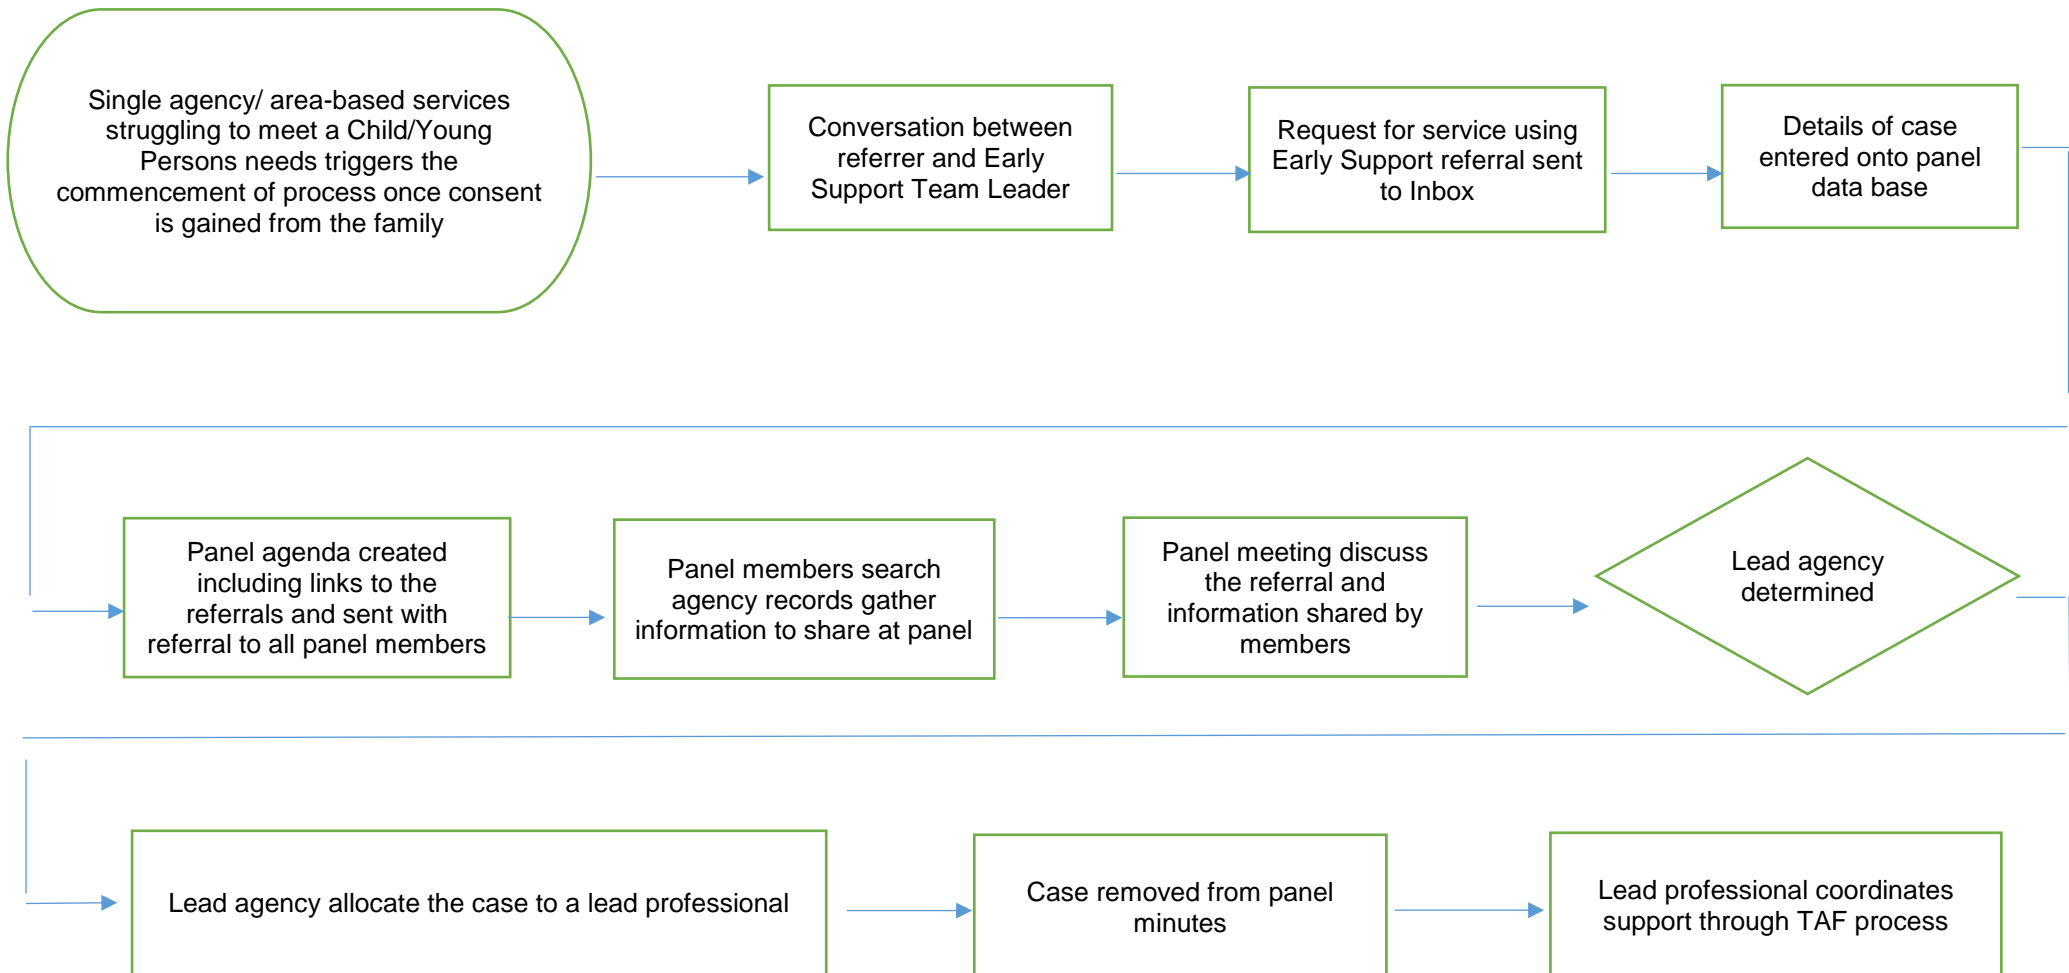 Single agency/ area-based services
struggling to meet a Child/Young
Persons needs triggers the
commencement of process once consent
is gained from the family
Conversation between
referrer and Early
Support Team Leader
Request for service using
Early Support referral sent
to Inbox
Details of case
entered onto panel
data base
Panel agenda created
including links to the
referrals and sent with
referral to all panel members
Panel members search
agency records gather
information to share at panel
Panel meeting discuss
the referral and
information shared by
members
Lead agency
determined
Lead agency allocate the case to a lead professional
Case removed from panel
minutes
Lead professional coordinates
support through TAF process